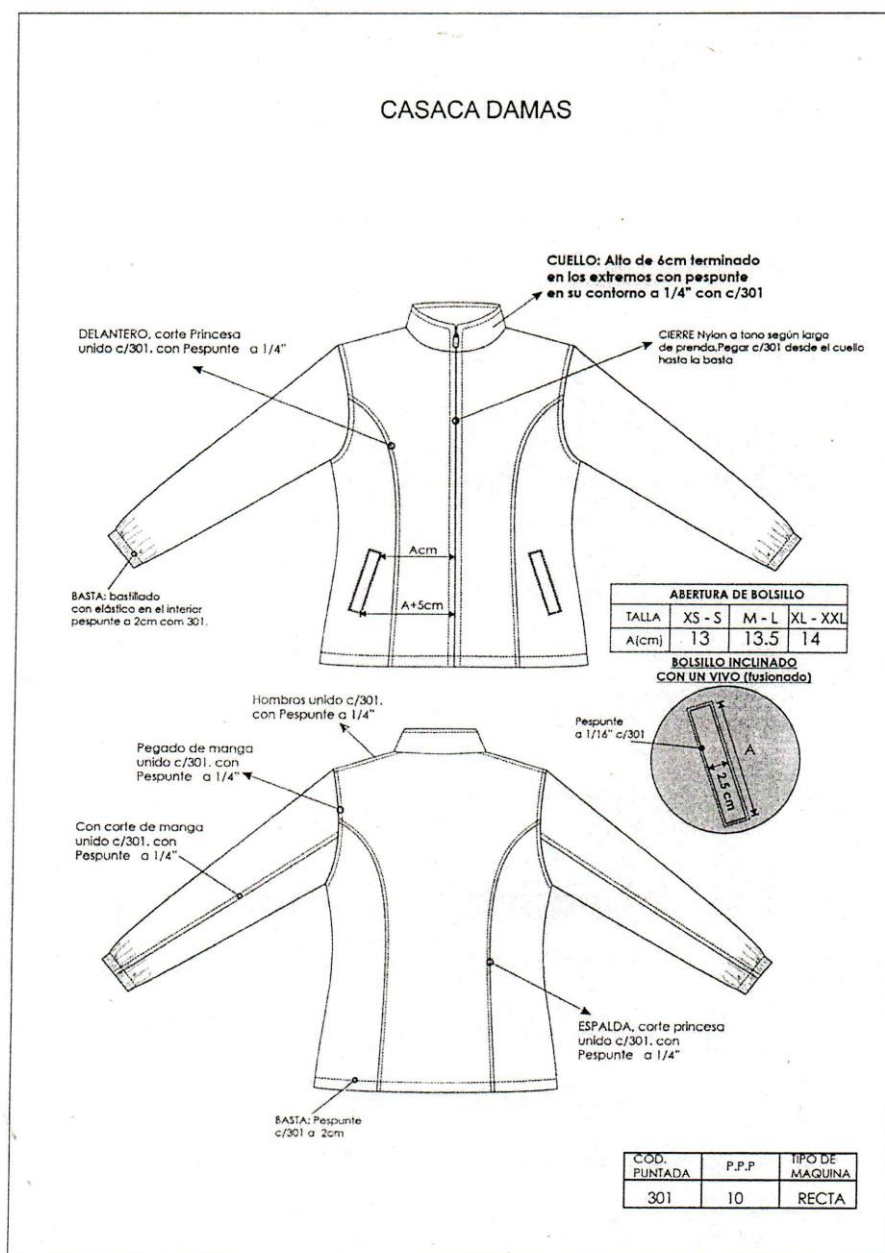 CASACA DAMAS
CUELLO: Alto de 6cm terminado
en los extremos con pespunte
en su contorno a 1/4" con c/301
DELANTERO, corte Princesa
unido c/301. con Pespunte a 1/4"
CIERRE Nylon a tono según largo
de prenda.Pegar c/301 desde el cuello
hasta la basta
Acm
A+5cm
BASTA: bastillado
con elástico en el interior
pespunte a 2cm com 301.
ABERTURA DE BOLSILLO
TALLA XS - S M - L XL - XXL
A(cm) 13 13.5 14
BOLSILLO INCLINADO
CON UN VIVO (fusionado)
Pespunte
a 1/16" c/301
A
2.5 cm
Hombros unido c/301.
con Pespunte a 1/4"
Pegado de manga
unido c/301. con
Pespunte a 1/4"
Con corte de manga
unido c/301. con
Pespunte a 1/4"
ESPALDA, corte princesa
unido c/301. con
Pespunte a 1/4"
BASTA: Pespunte
c/301 a 2cm
COD. PUNTADA P.P.P TIPO DE MAQUINA
301 10 RECTA